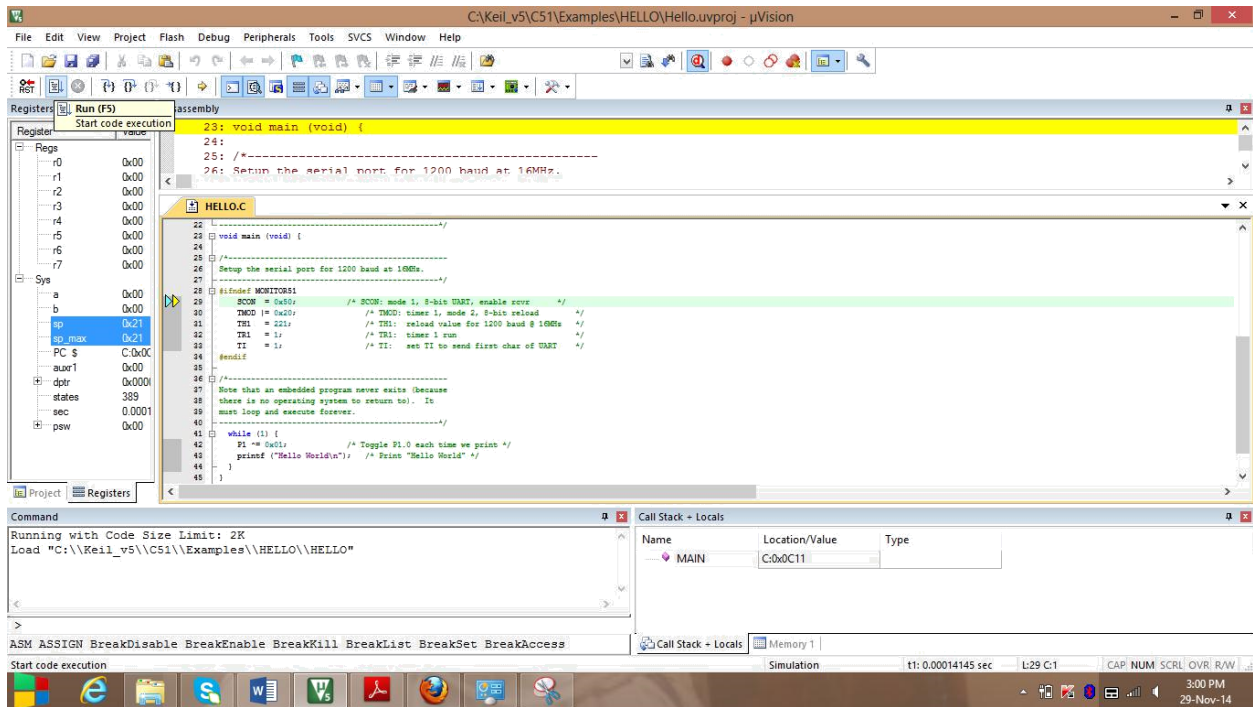 C:\Keil_v5\C51\Examples\HELLO\Hello.uvproj - µVision
File Edit View Project Flash Debug Peripherals Tools SVCS Window Help
RST
Registers
Run (F5)
Start code execution
Register
Regs
r0 0x00
r1 0x00
r2 0x00
r3 0x00
r4 0x00
r5 0x00
r6 0x00
r7 0x00
Sys
a 0x00
b 0x00
sp 0x21
sp_max 0x21
PC $ C:0x0C
auxr1 0x00
dptr 0x000
states 389
sec 0.0001
psw 0x00
Project Registers
23: void main (void) {
24:
25: /*------------------------------------------------
26: Setup the serial port for 1200 baud at 16MHz.
HELLO.C
22 ------------------------------------------------*/
23 void main (void) {
24
25 /*------------------------------------------------
26 Setup the serial port for 1200 baud at 16MHz.
27 ------------------------------------------------*/
28 #ifndef MONITOR51
29 SCON = 0x50; /* SCON: mode 1, 8-bit UART, enable rcvr */
30 TMOD |= 0x20; /* TMOD: timer 1, mode 2, 8-bit reload */
31 TH1 = 221; /* TH1: reload value for 1200 baud @ 16MHz */
32 TR1 = 1; /* TR1: timer 1 run */
33 TI = 1; /* TI: set TI to send first char of UART */
34 #endif
35
36 /*------------------------------------------------
37 Note that an embedded program never exits (because
38 there is no operating system to return to). It
39 must loop and execute forever.
40 ------------------------------------------------*/
41 while (1) {
42 P1 ^= 0x01; /* Toggle P1.0 each time we print */
43 printf ("Hello World\n"); /* Print "Hello World" */
44 }
45 }
Command
Running with Code Size Limit: 2K
Load "C:\\Keil_v5\\C51\\Examples\\HELLO\\HELLO"
>
ASM ASSIGN BreakDisable BreakEnable BreakKill BreakList BreakSet BreakAccess
Call Stack + Locals
Name Location/Value Type
MAIN C:0x0C11
Call Stack + Locals Memory 1
Start code execution Simulation t1: 0.00014145 sec L:29 C:1 CAP NUM SCRL OVR R/W
3:00 PM
29-Nov-14